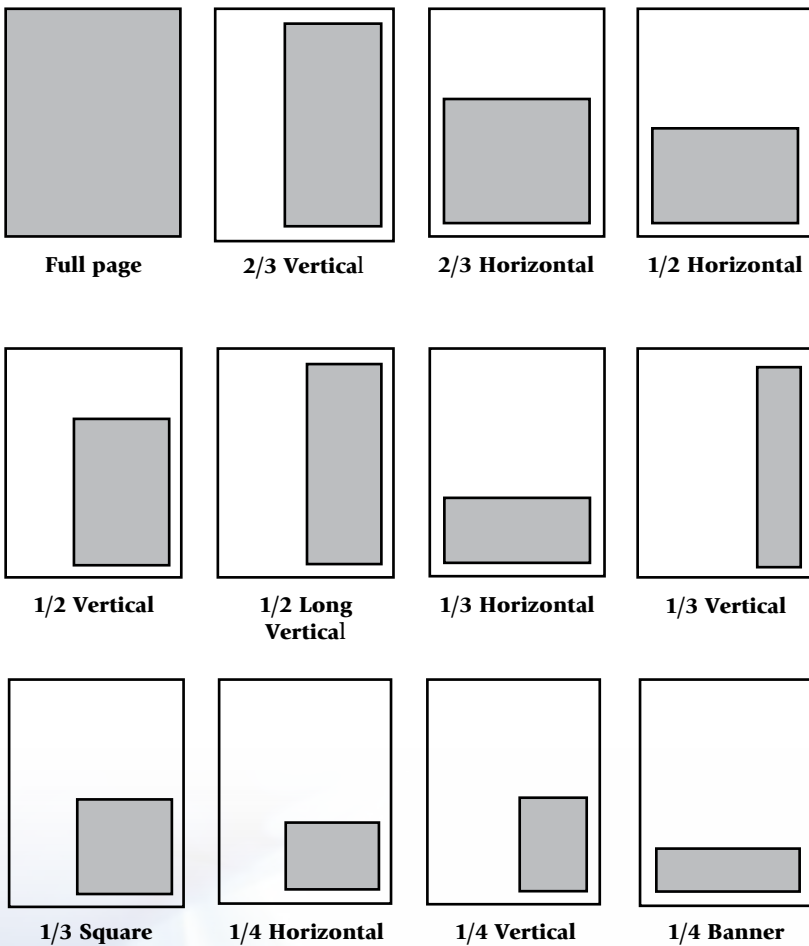 Full page
2/3 Vertical
2/3 Horizontal
1/2 Horizontal
1/2 Vertical
1/2 Long
Vertical
1/3 Horizontal
1/3 Vertical
1/3 Square
1/4 Horizontal
1/4 Vertical
1/4 Banner